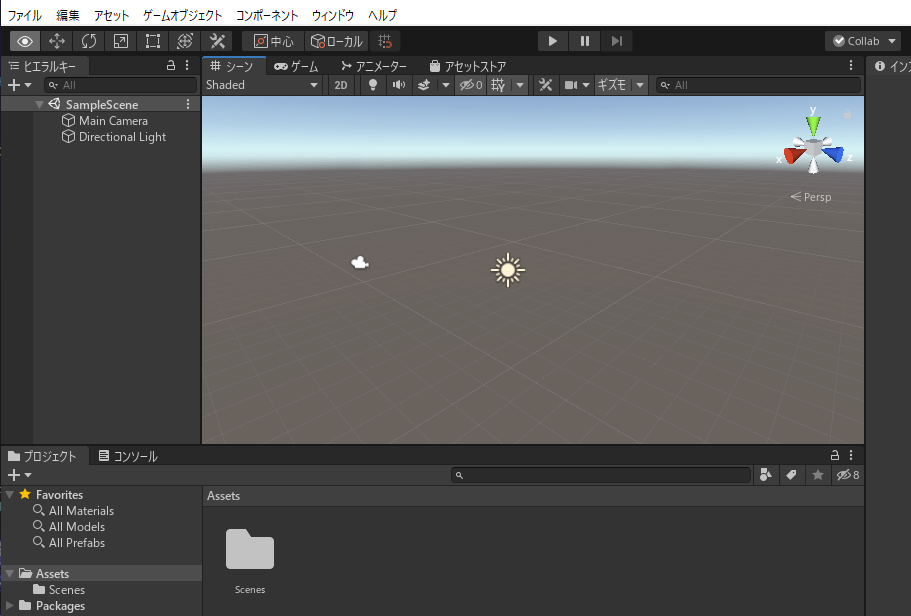 ファイル 編集 アセット ゲームオブジェクト コンポーネント ウィンドウ ヘルプ
中心 ローカル Collab
ヒエラルキー
All
SampleScene
Main Camera
Directional Light
シーン ゲーム アニメーター アセットストア
Shaded 2D 0 ギズモ All
y
x z
Persp
プロジェクト コンソール
8
Favorites
All Materials
All Models
All Prefabs
Assets
Scenes
Packages
Assets
Scenes